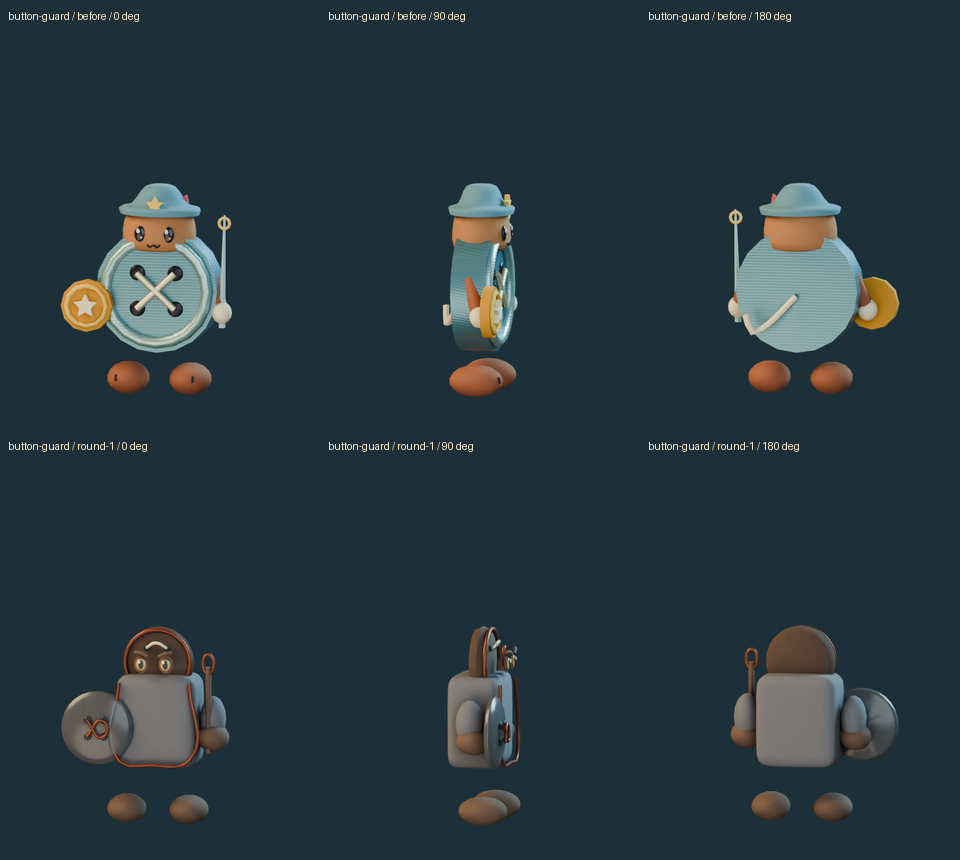 button-guard / before / 0 deg
button-guard / before / 90 deg
button-guard / before / 180 deg
button-guard / round-1 / 0 deg
button-guard / round-1 / 90 deg
button-guard / round-1 / 180 deg